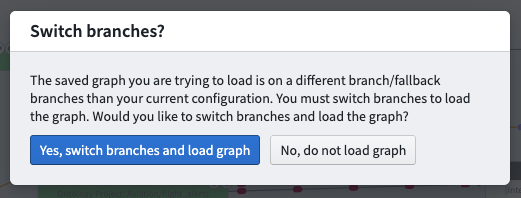 Switch branches?
The saved graph you are trying to load is on a different branch/fallback
branches than your current configuration. You must switch branches to load
the graph. Would you like to switch branches and load the graph?
Yes, switch branches and load graph
No, do not load graph